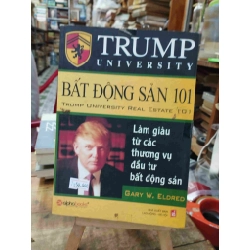 TRUMP
UNIVERSITY
BẤT ĐỘNG SẢN 101
TRUMP UNIVERSITY REAL ESTATE 101
Làm giàu
từ các
thương vụ
đầu tư
bất động sản
GARY W. ELDRED
alphabooks